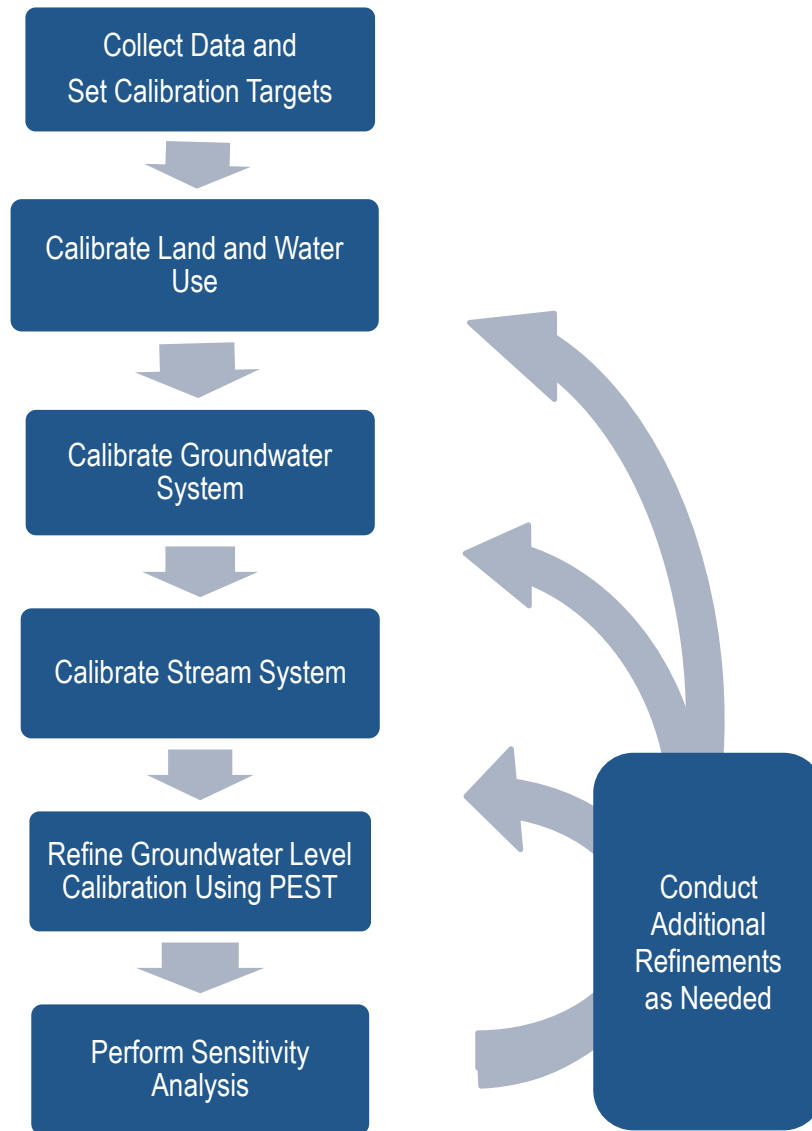 Collect Data and
Set Calibration Targets
Calibrate Land and Water
Use
Calibrate Groundwater
System
Calibrate Stream System
Refine Groundwater Level
Calibration Using PEST
Perform Sensitivity
Analysis
Conduct
Additional
Refinements
as Needed